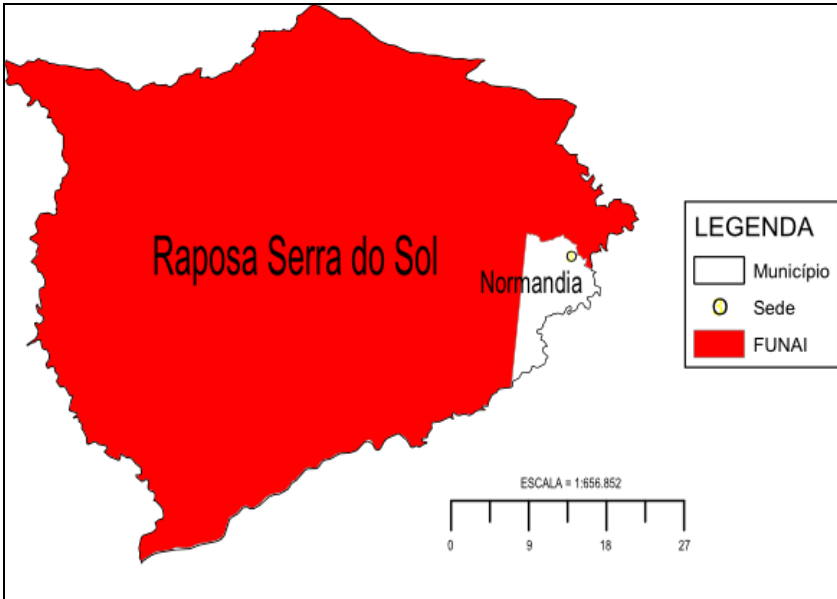 Raposa Serra do Sol
Normandia
LEGENDA
Município
Sede
FUNAI
ESCALA = 1:656.852
0 9 18 27